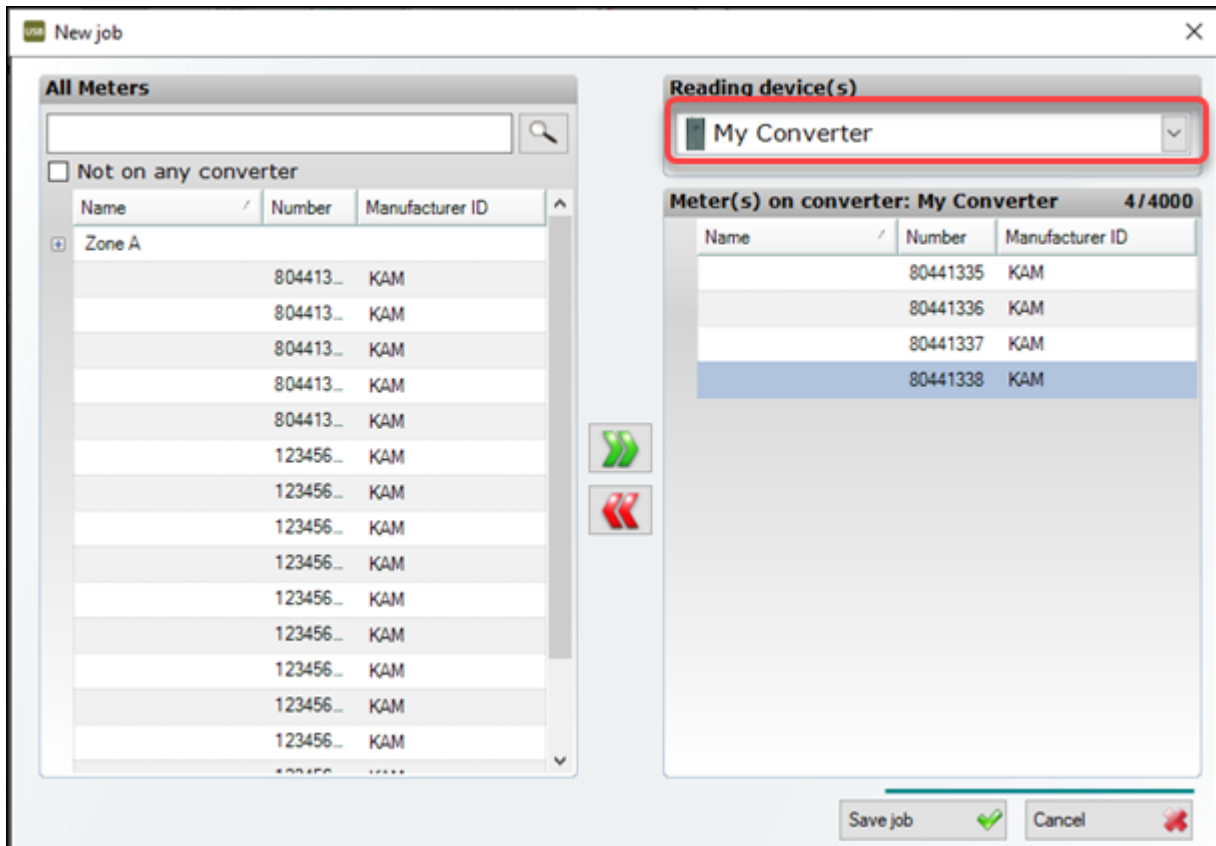 USB New job
All Meters
Not on any converter
Name Number Manufacturer ID
Zone A
804413... KAM
804413... KAM
804413... KAM
804413... KAM
804413... KAM
123456... KAM
123456... KAM
123456... KAM
123456... KAM
123456... KAM
123456... KAM
123456... KAM
123456... KAM
123456... KAM
Reading device(s)
My Converter
Meter(s) on converter: My Converter 4/4000
Name Number Manufacturer ID
80441335 KAM
80441336 KAM
80441337 KAM
80441338 KAM
Save job Cancel